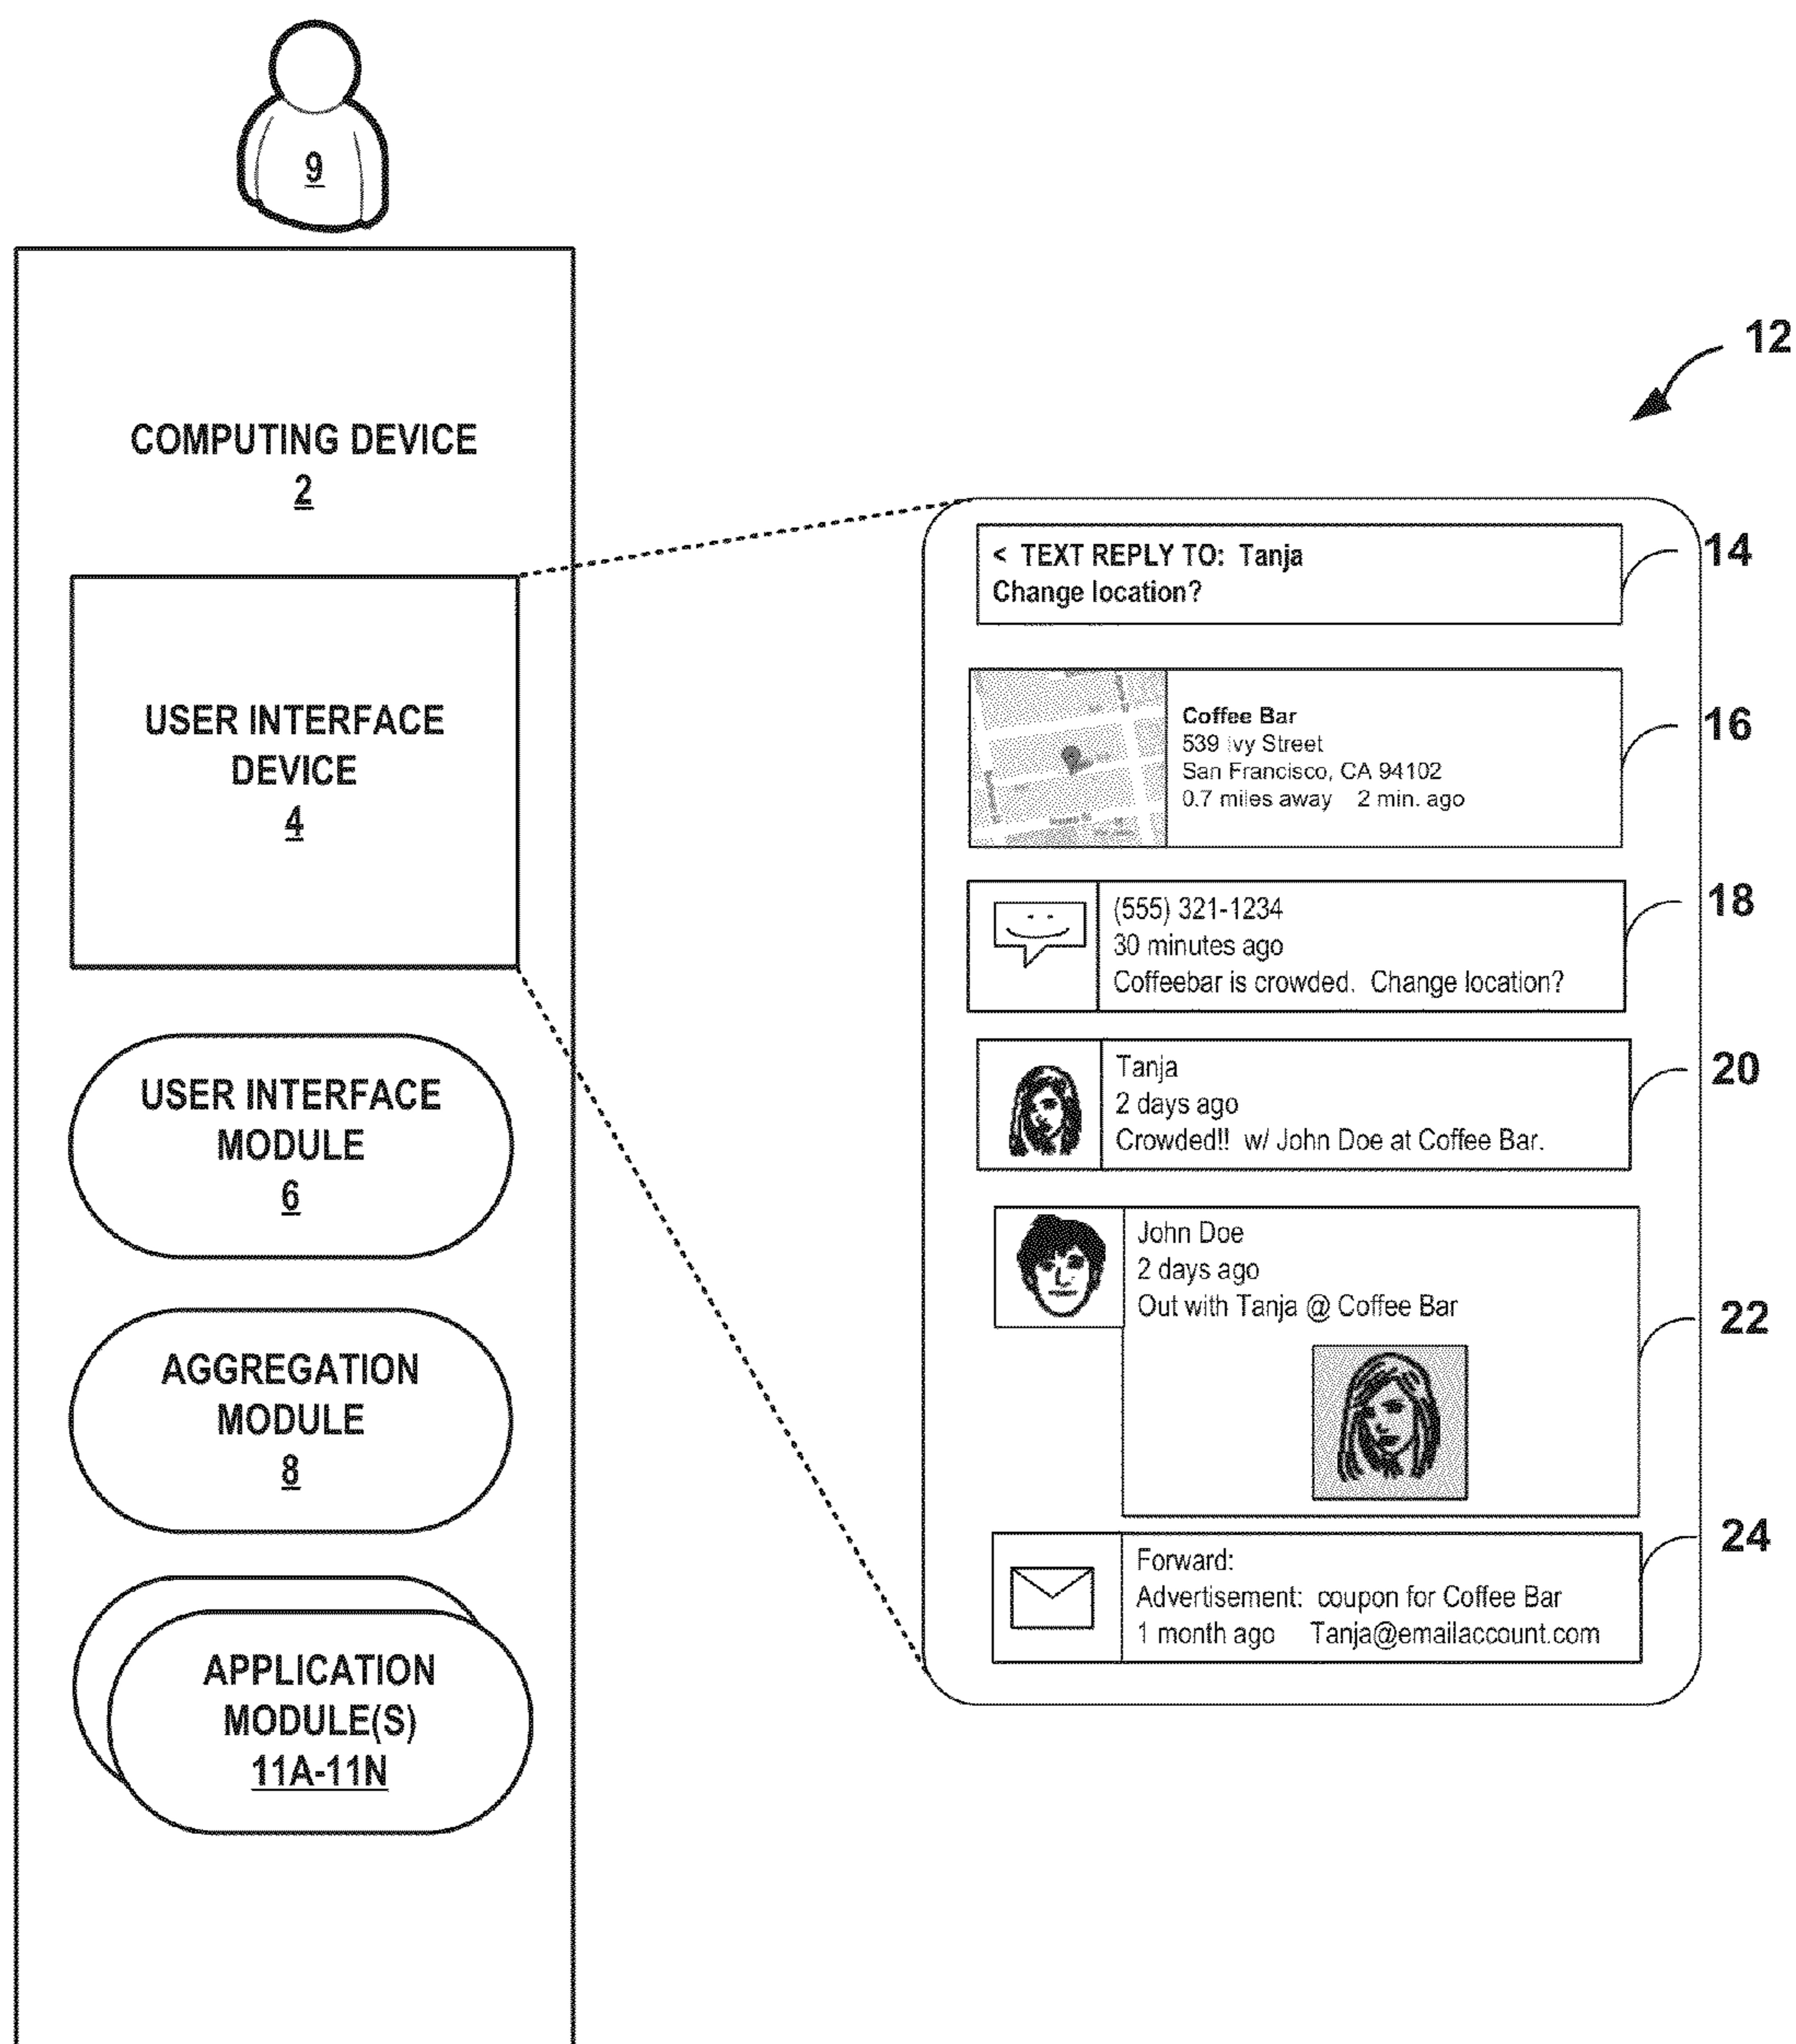 9
COMPUTING DEVICE
2
USER INTERFACE
DEVICE
4
USER INTERFACE
MODULE
6
AGGREGATION
MODULE
8
APPLICATION
MODULE(S)
11A-11N
12
< TEXT REPLY TO: Tanja
Change location?
14
Coffee Bar
539 Ivy Street
San Francisco, CA 94102
0.7 miles away 2 min. ago
16
(555) 321-1234
30 minutes ago
Coffeebar is crowded. Change location?
18
Tanja
2 days ago
Crowded!! w/ John Doe at Coffee Bar.
20
John Doe
2 days ago
Out with Tanja @ Coffee Bar
22
Forward:
Advertisement: coupon for Coffee Bar
1 month ago Tanja@emailaccount.com
24